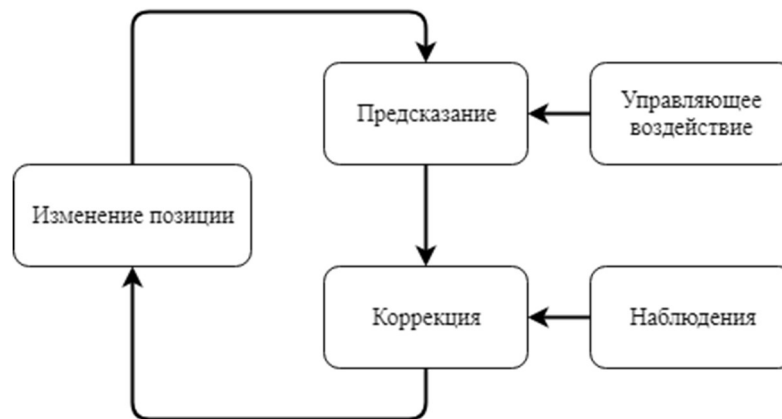 Предсказание
Управляющее
воздействие
Изменение позиции
Коррекция
Наблюдения